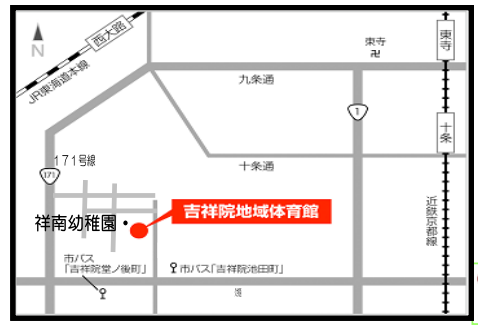 N
西大路
JR東海道本線
東寺
卍
東寺
九条通
1
十条
171号線
十条通
171
吉祥院地域体育館
祥南幼稚園
近鉄京都線
市バス
「吉祥院堂ノ後町」
市バス「吉祥院池田町」